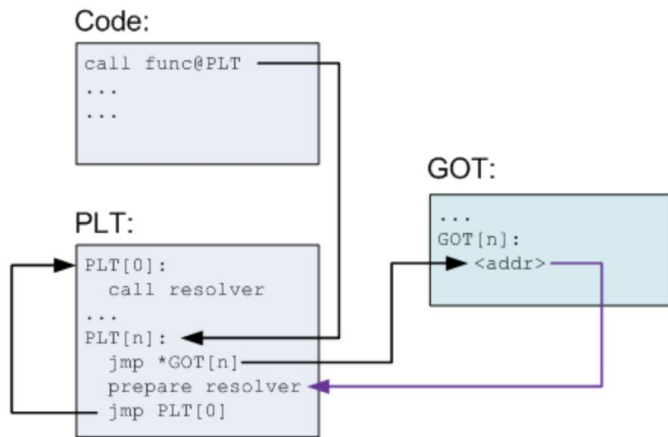 Code:
call func@PLT
...
...
PLT:
PLT[0]:
call resolver
...
PLT[n]:
jmp *GOT[n]
prepare resolver
jmp PLT[0]
GOT:
...
GOT[n]:
<addr>